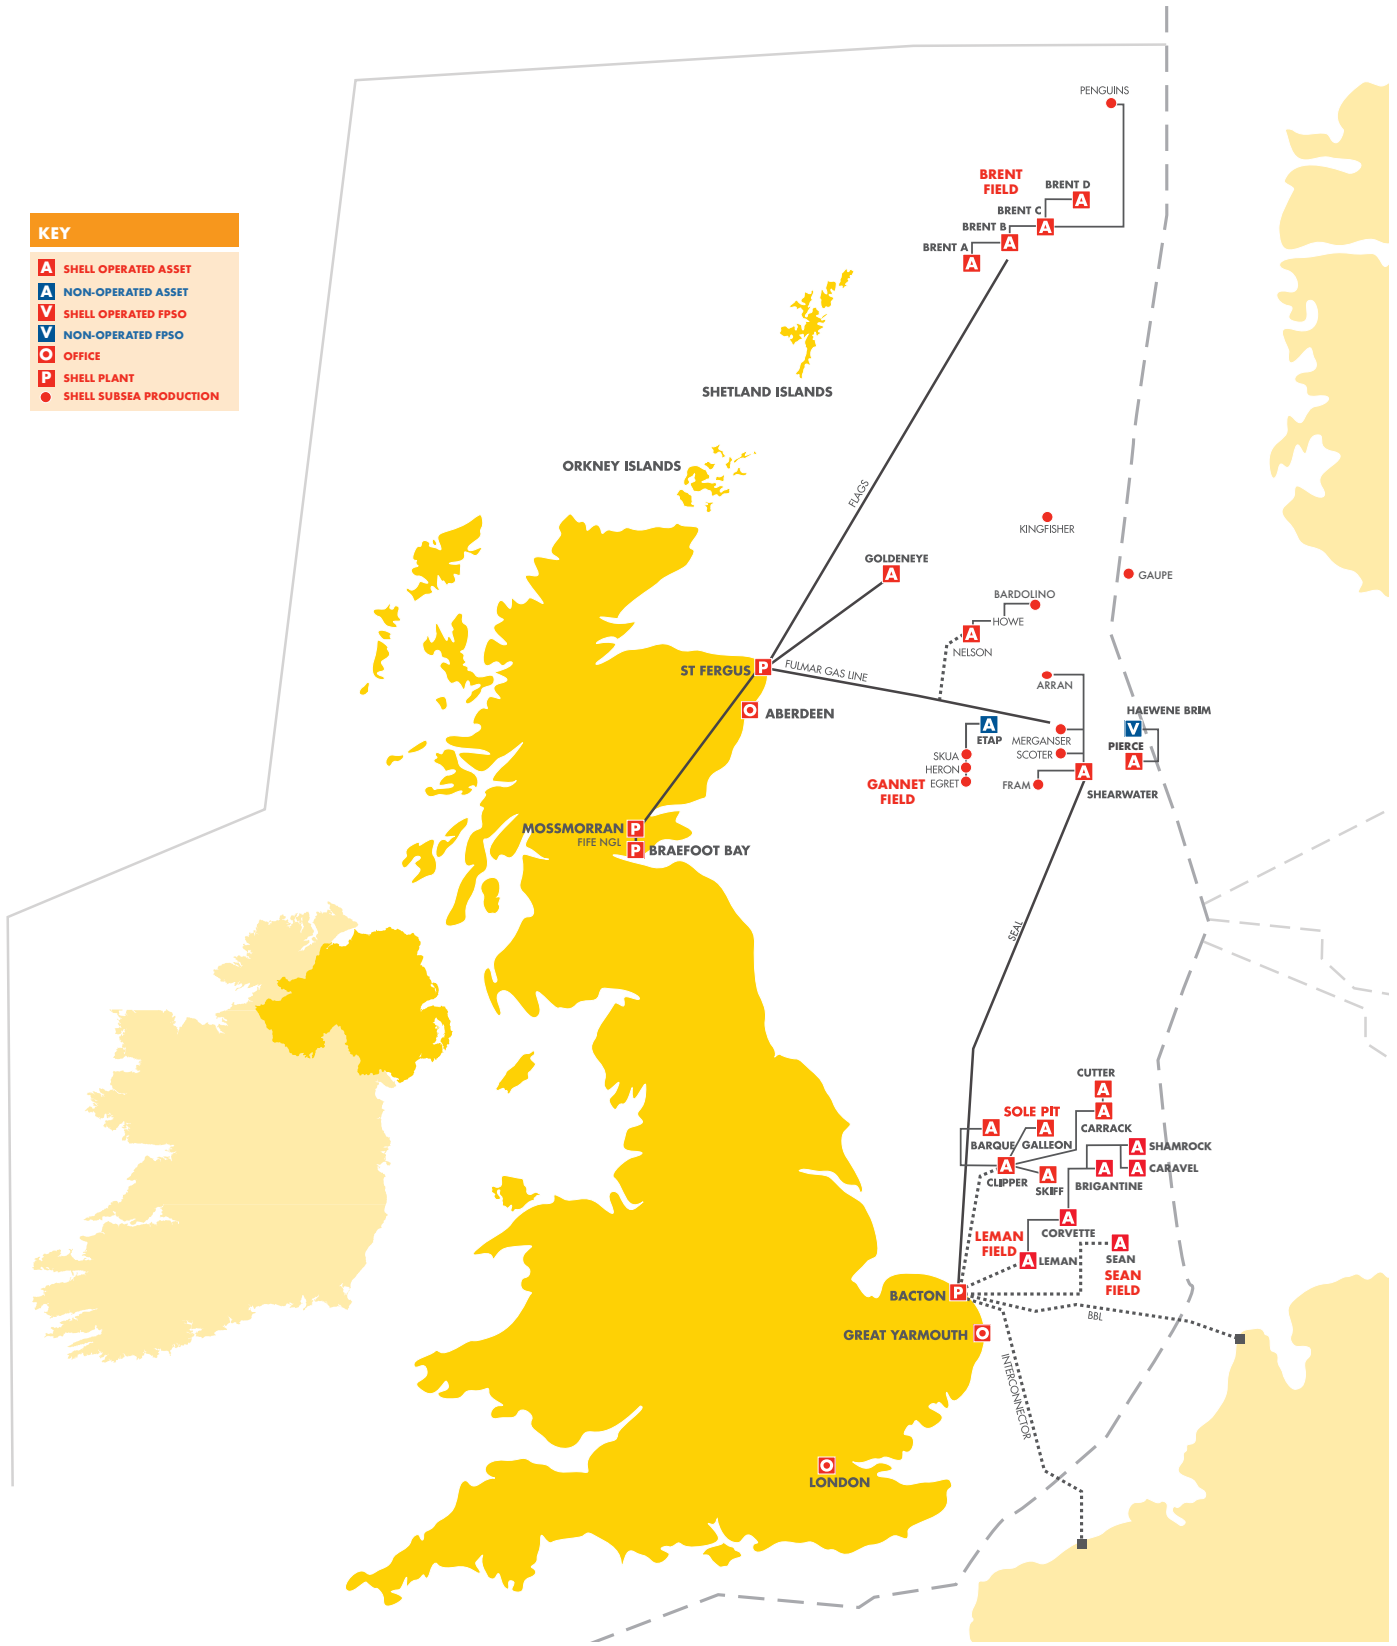 PENGUINS
BRENT
FIELD
BRENT D
BRENT C
BRENT B
BRENT A
KEY
A SHELL OPERATED ASSET
A NON-OPERATED ASSET
V SHELL OPERATED FPSO
V NON-OPERATED FPSO
O OFFICE
P SHELL PLANT
SHELL SUBSEA PRODUCTION
A
A
A
A
SHETLAND ISLANDS
ORKNEY ISLANDS
FLAGS
KINGFISHER
GOLDENEYE
A
GAUPE
BARDOLINO
HOWE
A
NELSON
ST FERGUS P
FULMAR GAS LINE
ARRAN
O ABERDEEN
HAEWENE BRIM
V
A
ETAP
MERGANSER
PIERCE
A
SKUA
SCOTER
HERON
EGRET
GANNET
FIELD
FRAM
A
SHEARWATER
MOSSMORRAN P
FIFE NGL
P BRAEFOOT BAY
SEAL
CUTTER
A
SOLE PIT
A
CARRACK
A
BARQUE
A
GALLEON
A SHAMROCK
A CARAVEL
A
BRIGANTINE
A
CLIPPER
A
SKIFF
A
CORVETTE
LEMAN
FIELD
A LEMAN
A
SEAN
SEAN
FIELD
BACTON P
BBL
GREAT YARMOUTH O
INTERCONNECTOR
O
LONDON